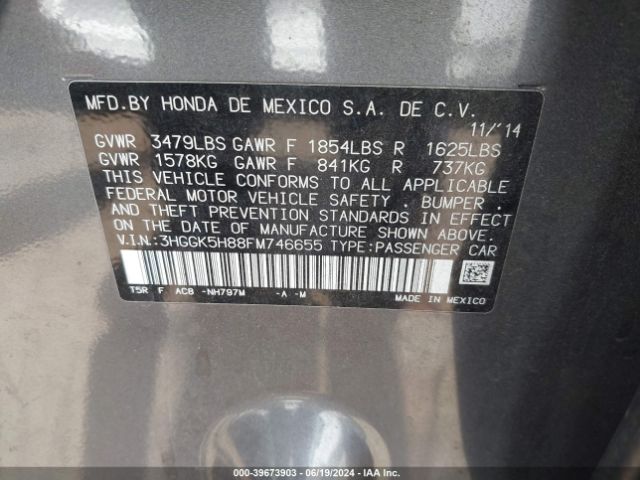 MFD.BY HONDA DE MEXICO S.A. DE C.V.
11/'14
GVWR 3479LBS GAWR F 1854LBS R 1625LBS
GVWR 1578KG GAWR F 841KG R 737KG
THIS VEHICLE CONFORMS TO ALL APPLICABLE
FEDERAL MOTOR VEHICLE SAFETY, BUMPER,
AND THEFT PREVENTION STANDARDS IN EFFECT
ON THE DATE OF MANUFACTURE SHOWN ABOVE.
V.I.N.:3HGGK5H88FM746655 TYPE:PASSENGER CAR
T5R F AC8 -NH797M -A -M
MADE IN MEXICO
000-39673903 - 06/19/2024 - IAA Inc.